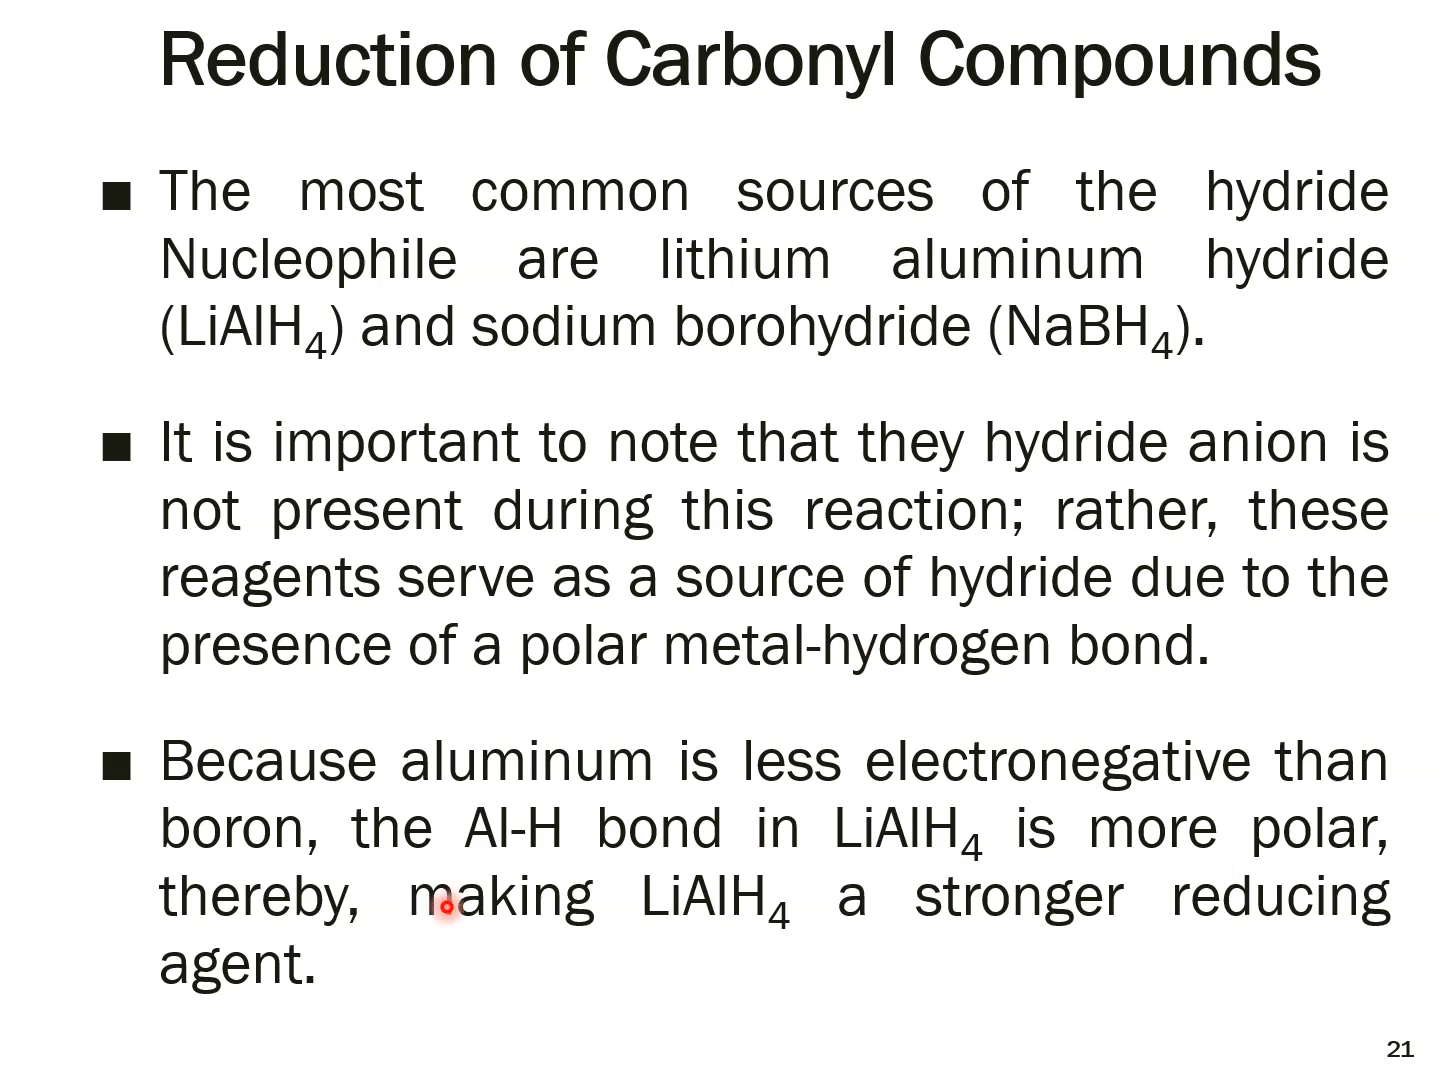 Reduction of Carbonyl Compounds
■ The most common sources of the hydride
Nucleophile are lithium aluminum hydride
(LiAlH₄) and sodium borohydride (NaBH₄).
■ It is important to note that they hydride anion is
not present during this reaction; rather, these
reagents serve as a source of hydride due to the
presence of a polar metal-hydrogen bond.
■ Because aluminum is less electronegative than
boron, the Al-H bond in LiAlH₄ is more polar,
thereby, making LiAlH₄ a stronger reducing
agent.
21